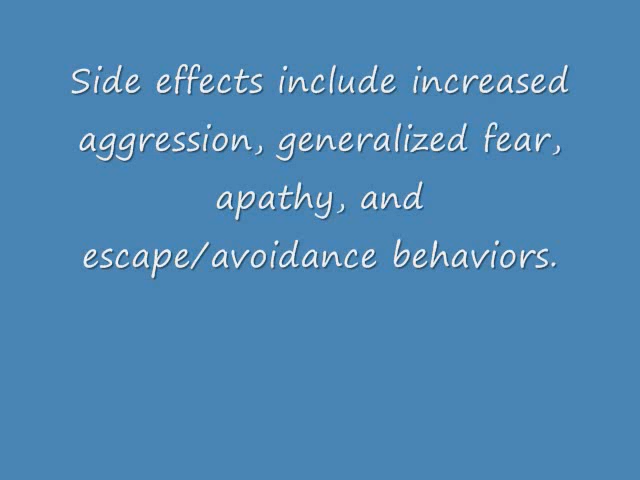 Side effects include increased
aggression, generalized fear,
apathy, and
escape/avoidance behaviors.